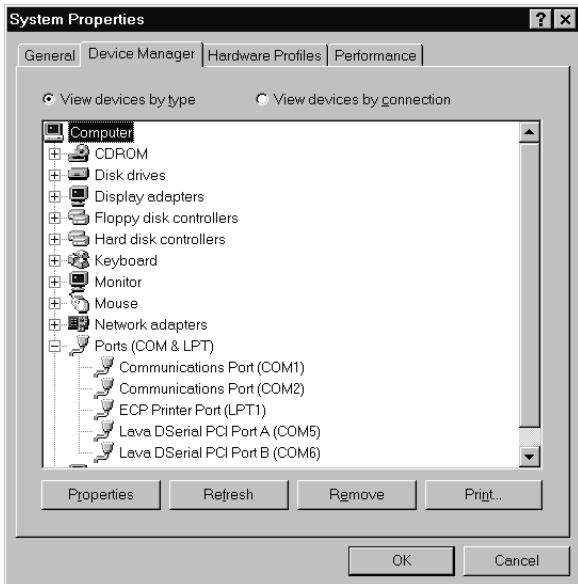 System Properties
General Device Manager Hardware Profiles Performance
View devices by type View devices by connection
Computer
CDROM
Disk drives
Display adapters
Floppy disk controllers
Hard disk controllers
Keyboard
Monitor
Mouse
Network adapters
Ports (COM & LPT)
Communications Port (COM1)
Communications Port (COM2)
ECP Printer Port (LPT1)
Lava DSerial PCI Port A (COM5)
Lava DSerial PCI Port B (COM6)
Properties Refresh Remove Print...
OK Cancel